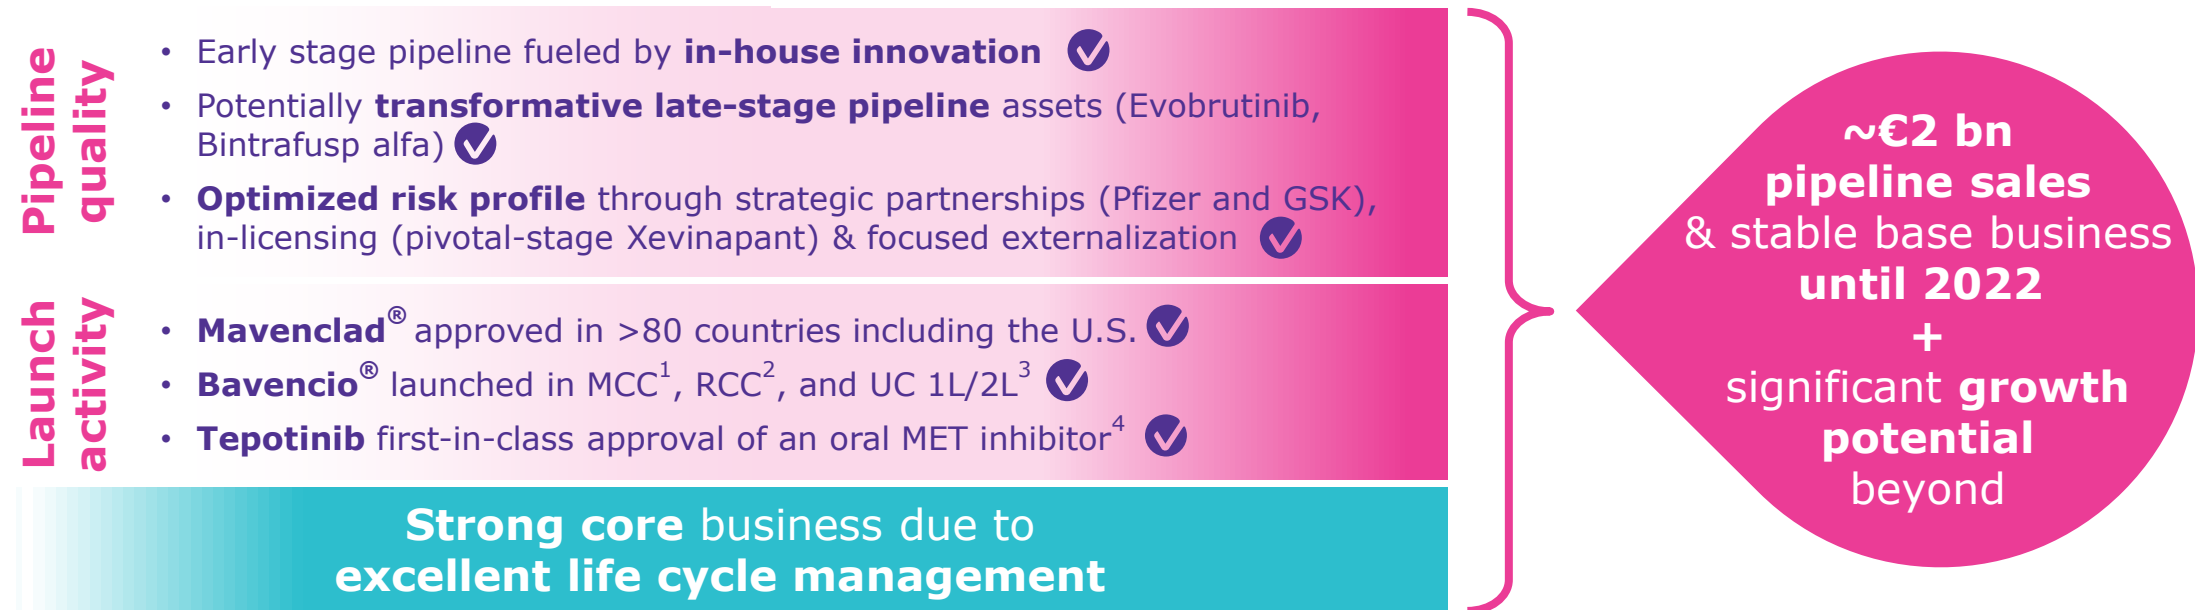 Pipeline
quality
• Early stage pipeline fueled by in-house innovation
• Potentially transformative late-stage pipeline assets (Evobrutinib,
Bintrafusp alfa)
• Optimized risk profile through strategic partnerships (Pfizer and GSK),
in-licensing (pivotal-stage Xevinapant) & focused externalization
Launch
activity
• Mavenclad® approved in >80 countries including the U.S.
• Bavencio® launched in MCC1, RCC2, and UC 1L/2L3
• Tepotinib first-in-class approval of an oral MET inhibitor4
Strong core business due to
excellent life cycle management
~€2 bn
pipeline sales
& stable base business
until 2022
+
significant growth
potential
beyond